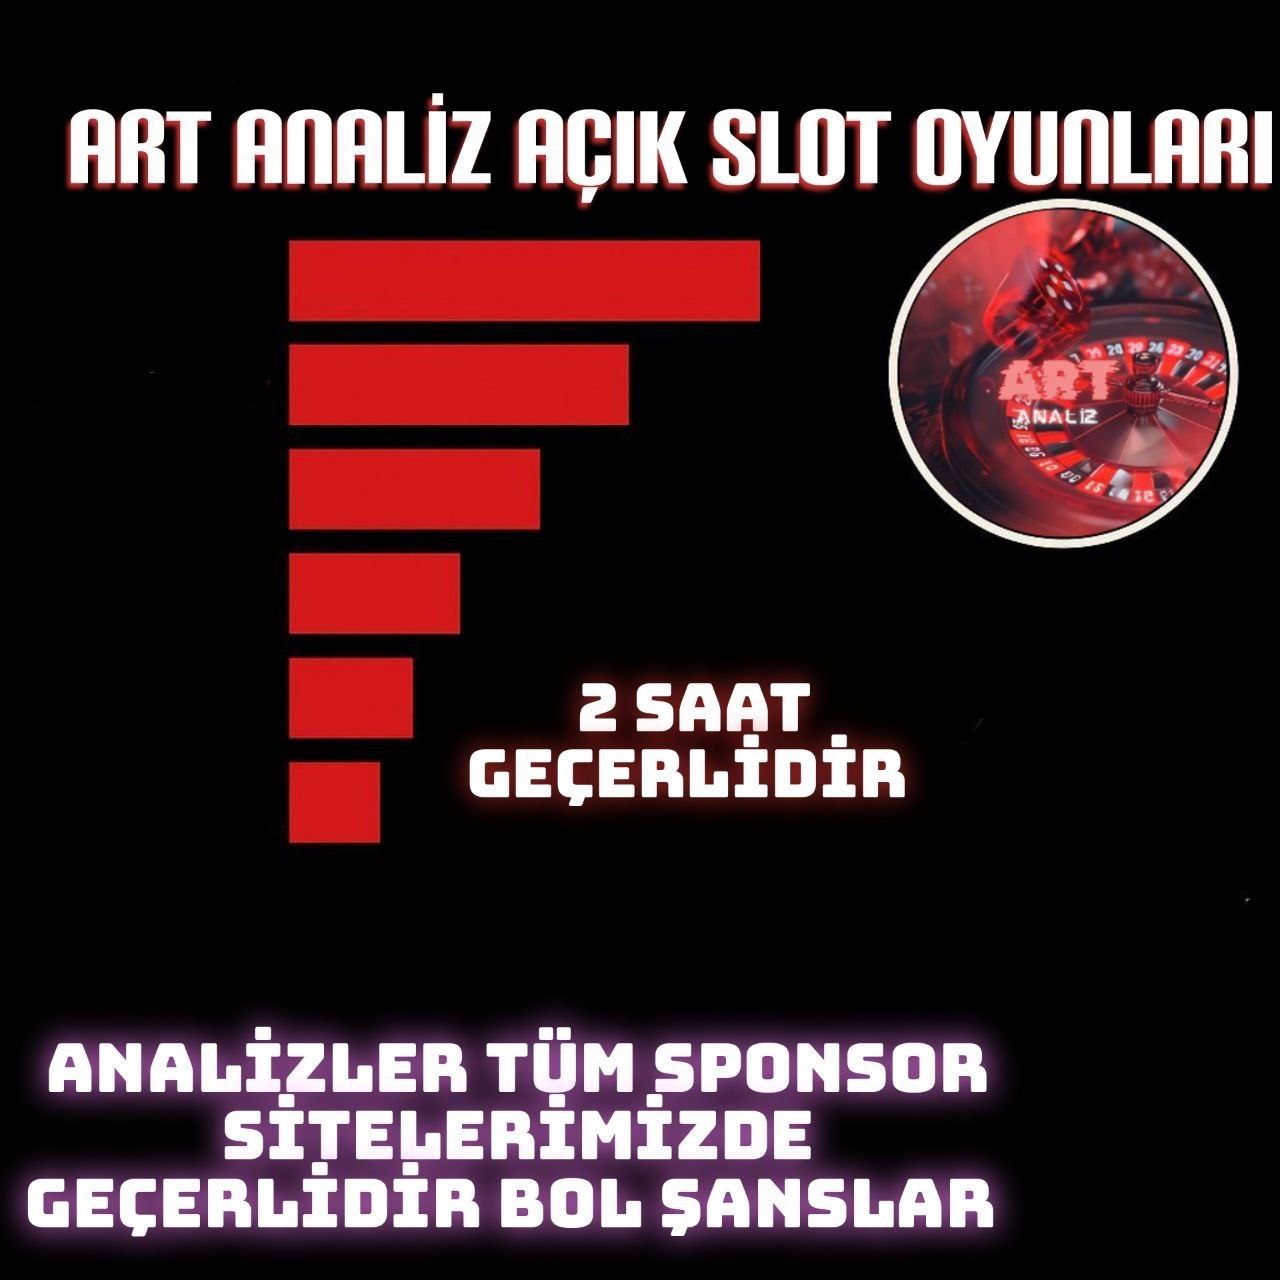 ART ANALİZ AÇIK SLOT OYUNLARI
ART
ANALİZ
2 SAAT
GEÇERLİDİR
ANALİZLER TÜM SPONSOR
SİTELERİMİZDE
GEÇERLİDİR BOL ŞANSLAR